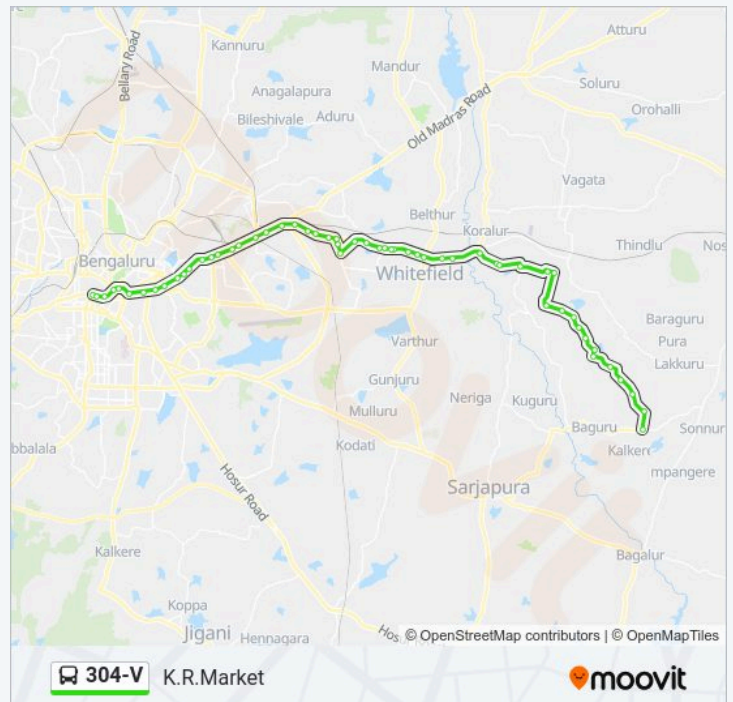 Kannuru
Bellary Road
Mandur
Atturu
Soluru
Anagalapura
Orohalli
Bileshivale
Aduru
Old Madras Road
Vagata
Belthur
Koralur
Thindlu
Nos
Bengaluru
Whitefield
Baraguru
Varthur
Pura
Lakkuru
Gunjuru
Neriga
Kuguru
Mulluru
Baguru
Sonnur
bbalala
Kodati
Kalkere
mpangere
Sarjapura
Hosur Road
Kalkere
Bagalur
Koppa
Jigani
Hennagara
© OpenStreetMap contributors | © OpenMapTiles
304-V
K.R.Market
moovit